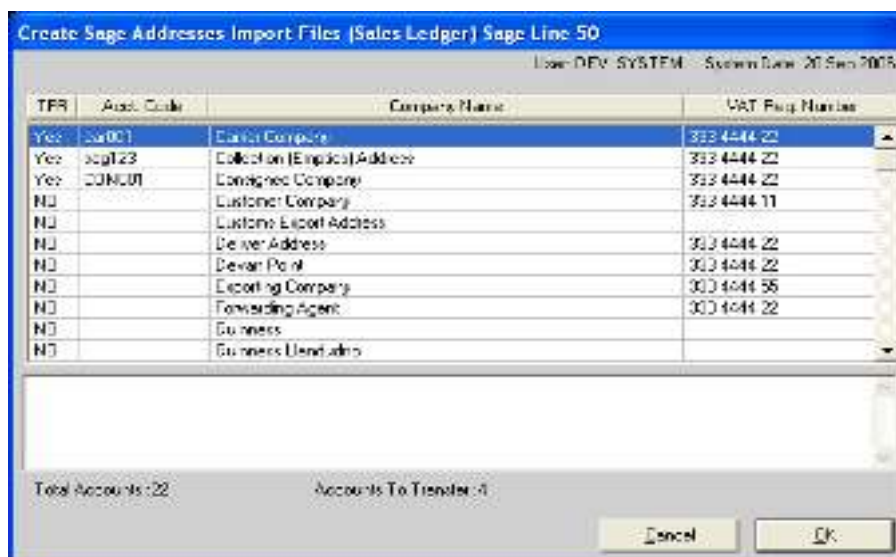 Create Sage Addresses Import Files (Sales Ledger) Sage Line 50
User: DEV_SYSTEM System Date: 20 Sep
TFR Acct. Code Company Name VAT Reg. Number
Yes car001 Carrier Company 333 4444 22
Yes Collection (Empties) Address 333 4444 22
Yes CON001 Consignee Company 333 4444 22
NO Customer Company 333 4444 11
NO Customs Export Address
NO Deliver Address 333 4444 22
NO Devan Point 333 4444 22
NO Exporting Company 333 4444 55
NO Forwarding Agent 333 4444 22
NO Guinness
NO Guinness Llandudno
Total Accounts :22 Accounts To Transfer :4
Cancel OK